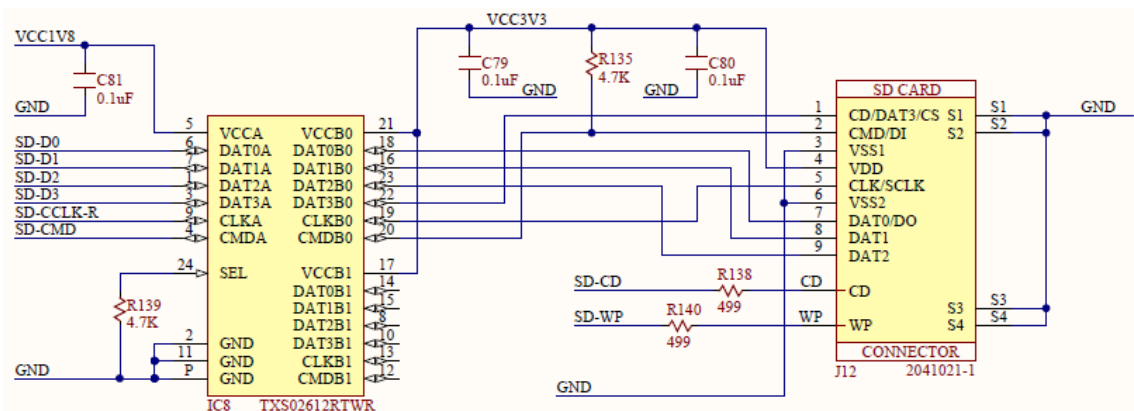 VCC3V3
VCC1V8
C81
0.1uF
GND
C79
0.1uF
GND
R135
4.7K
C80
0.1uF
GND
SD CARD
1 CD/DAT3/CS S1 S1 GND
2 CMD/DI S2 S2
3 VSS1
4 VDD
5 CLK/SCLK
6 VSS2
7 DAT0/DO
8 DAT1
9 DAT2
CD CD
S3 S3
WP WP S4 S4
CONNECTOR
J12 2041021-1
5 VCCA VCCB0 21
SD-D0 6 DAT0A DAT0B0 18
SD-D1 7 DAT1A DAT1B0 16
SD-D2 1 DAT2A DAT2B0 23
SD-D3 3 DAT3A DAT3B0 22
SD-CCLK-R 9 CLKA CLKB0 19
SD-CMD 4 CMDA CMDB0 20
24 SEL VCCB1 17
DAT0B1 14
DAT1B1 15
DAT2B1 8
2 GND DAT3B1 10
11 GND CLKB1 13
GND P GND CMDB1 12
IC8 TXS02612RTWR
R139
4.7K
SD-CD R138
499
SD-WP R140
499
GND